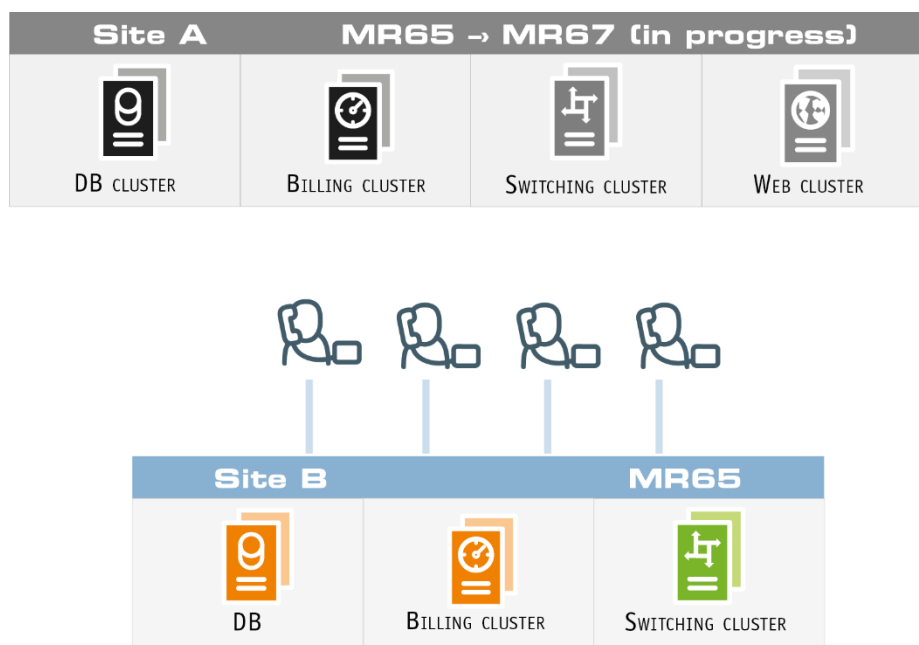 Site A MR65 -> MR67 (in progress)
DB CLUSTER BILLING CLUSTER SWITCHING CLUSTER WEB CLUSTER
Site B MR65
DB BILLING CLUSTER SWITCHING CLUSTER